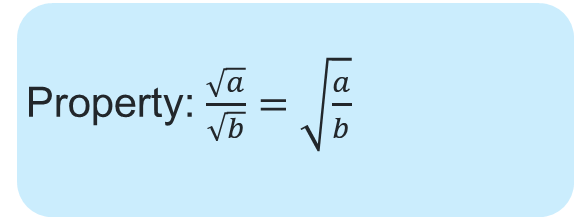 Property: √a/√b = √(a/b)